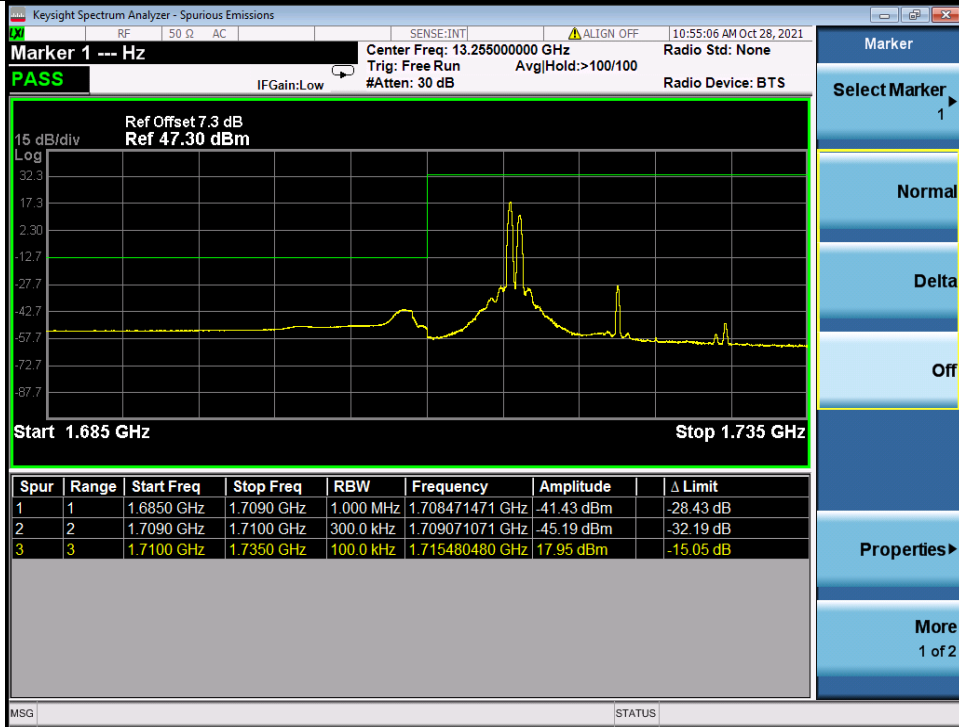 Keysight Spectrum Analyzer - Spurious Emissions
LXI RF 50 Ω AC SENSE:INT ALIGN OFF 10:55:06 AM Oct 28, 2021
Marker 1 --- Hz
Center Freq: 13.255000000 GHz Radio Std: None
Trig: Free Run Avg|Hold:>100/100
PASS IFGain:Low #Atten: 30 dB Radio Device: BTS
Ref Offset 7.3 dB
15 dB/div Ref 47.30 dBm
Log
32.3
17.3
2.30
-12.7
-27.7
-42.7
-57.7
-72.7
-87.7
Start 1.685 GHz Stop 1.735 GHz
Spur Range Start Freq Stop Freq RBW Frequency Amplitude Δ Limit
1 1 1.6850 GHz 1.7090 GHz 1.000 MHz 1.708471471 GHz -41.43 dBm -28.43 dB
2 2 1.7090 GHz 1.7100 GHz 300.0 kHz 1.709071071 GHz -45.19 dBm -32.19 dB
3 3 1.7100 GHz 1.7350 GHz 100.0 kHz 1.715480480 GHz 17.95 dBm -15.05 dB
MSG STATUS
Marker
Select Marker
1
Normal
Delta
Off
Properties
More
1 of 2